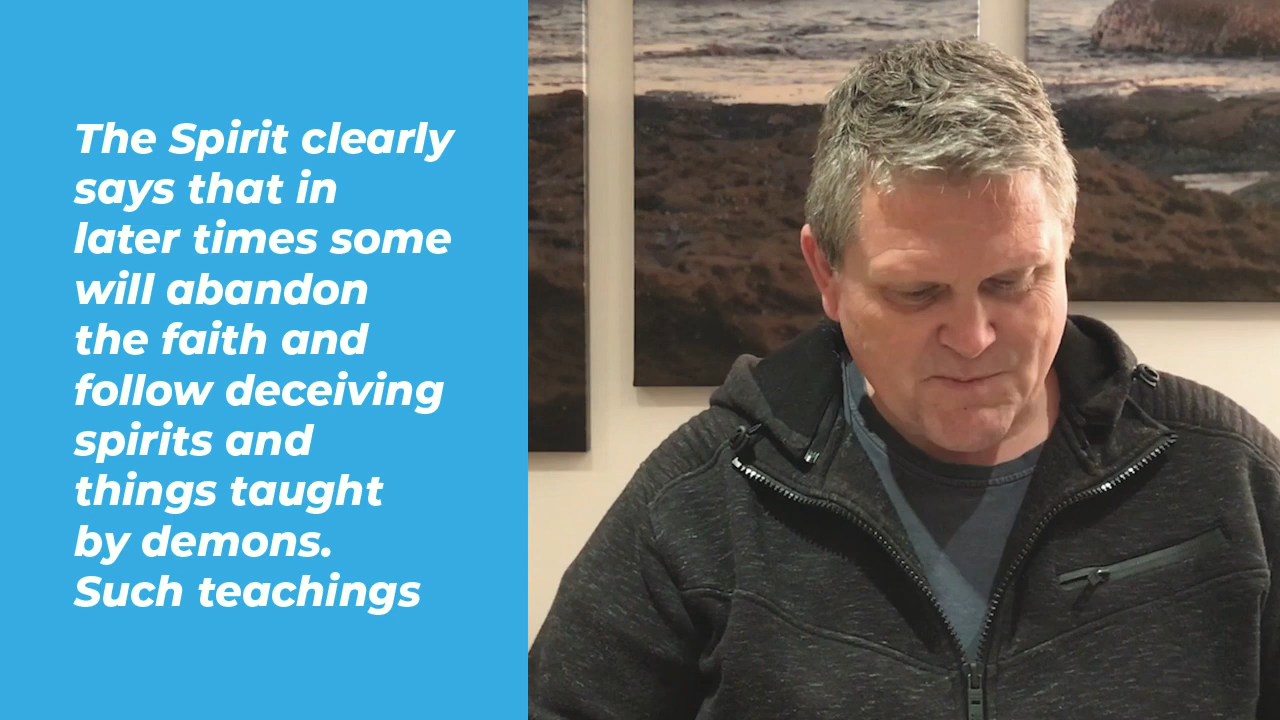 The Spirit clearly
says that in
later times some
will abandon
the faith and
follow deceiving
spirits and
things taught
by demons.
Such teachings